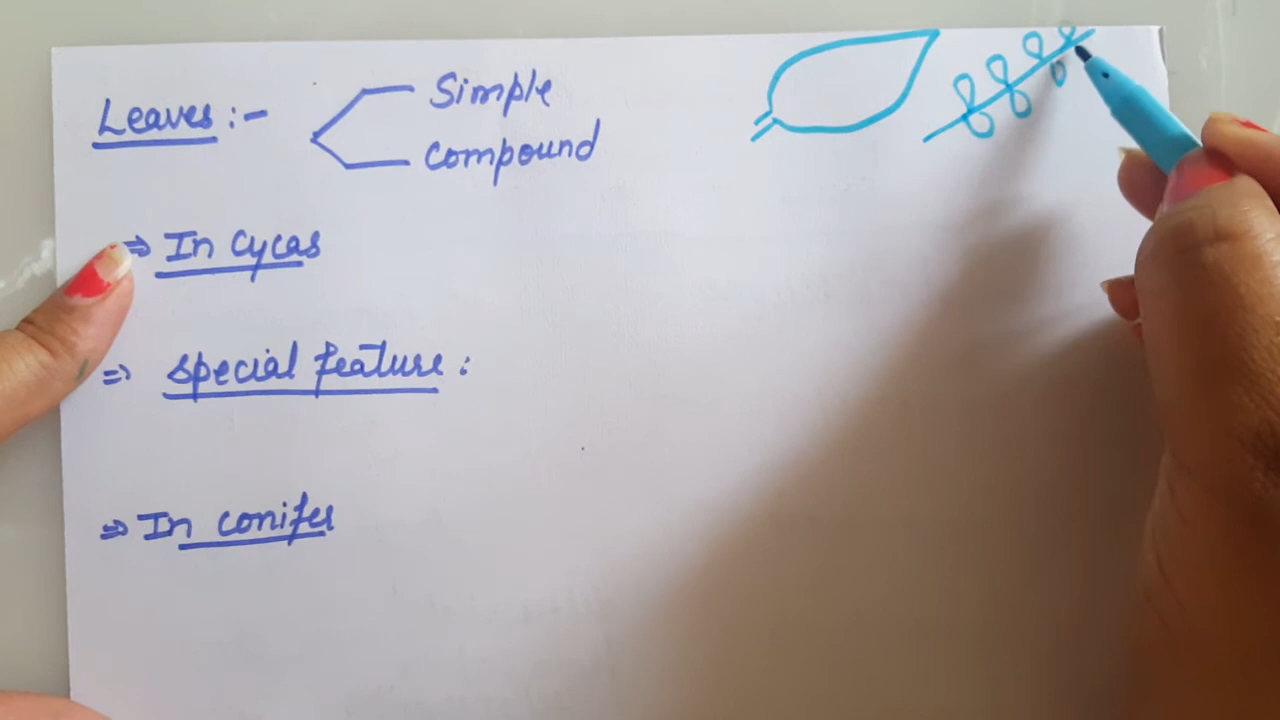 Leaves :-
Simple
compound
⇒ In cycas
⇒ special feature :
⇒ In conifer